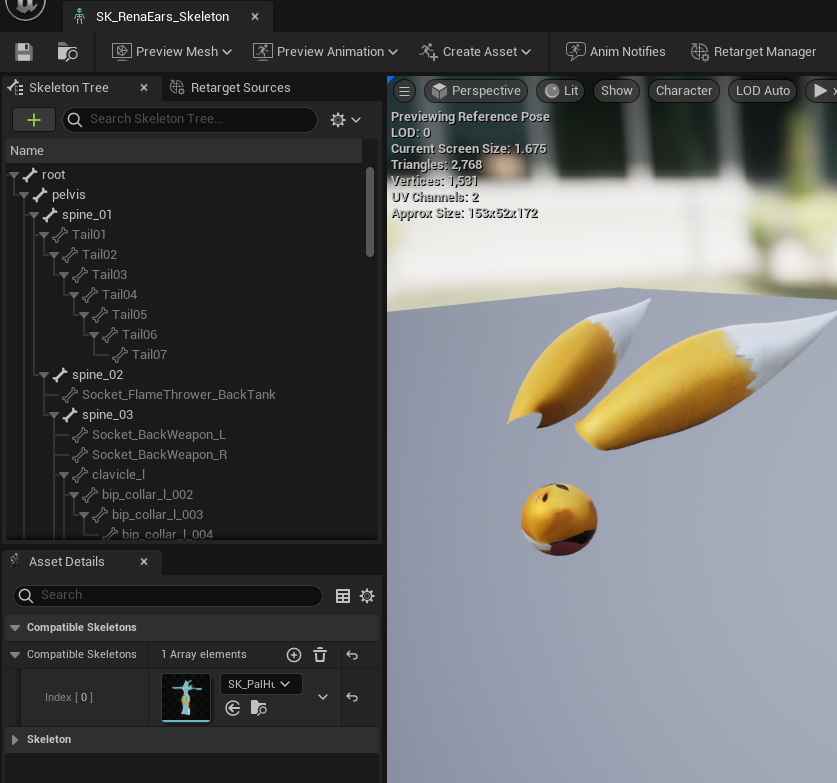 SK_RenaEars_Skeleton
Preview Mesh
Preview Animation
Create Asset
Anim Notifies
Retarget Manager
Skeleton Tree
Retarget Sources
Search Skeleton Tree...
Name
root
pelvis
spine_01
Tail01
Tail02
Tail03
Tail04
Tail05
Tail06
Tail07
spine_02
Socket_FlameThrower_BackTank
spine_03
Socket_BackWeapon_L
Socket_BackWeapon_R
clavicle_l
bip_collar_l_002
bip_collar_l_003
bip_collar_l_004
Perspective
Lit
Show
Character
LOD Auto
Previewing Reference Pose
LOD: 0
Current Screen Size: 1.675
Triangles: 2,768
Vertices: 1,531
UV Channels: 2
Approx Size: 153x52x172
Asset Details
Search
Compatible Skeletons
Compatible Skeletons
1 Array elements
Index [ 0 ]
SK_PalHu
Skeleton